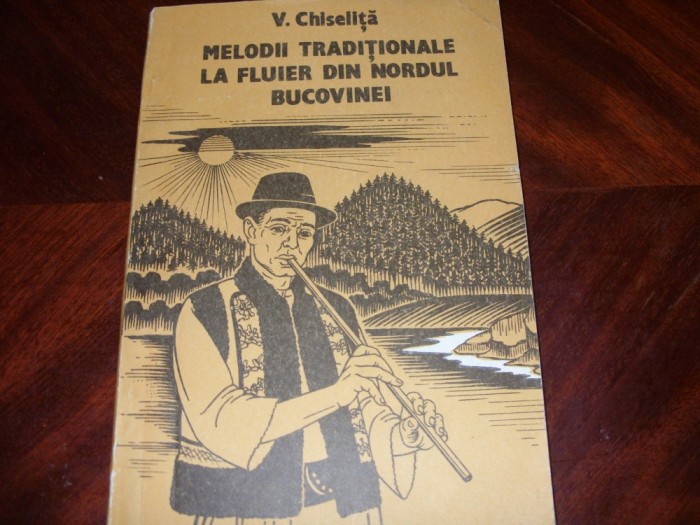 V. Chiseliță
MELODII TRADIȚIONALE
LA FLUIER DIN NORDUL
BUCOVINEI